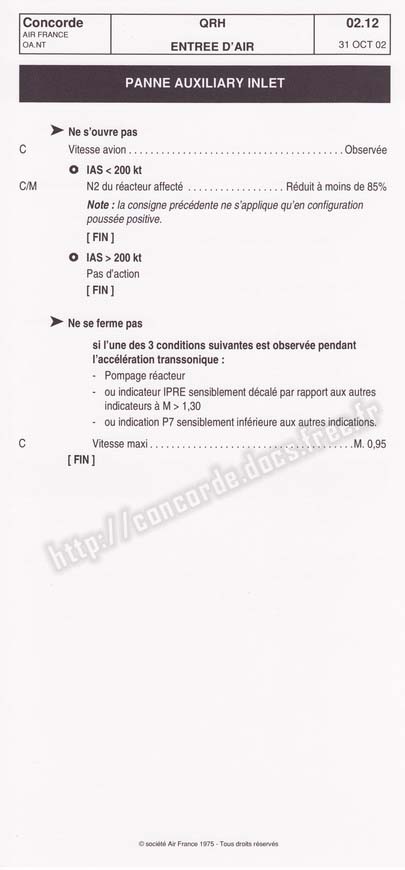 Concorde QRH 02.12
AIR FRANCE
OA.NT ENTREE D'AIR 31 OCT 02
PANNE AUXILIARY INLET
➤ Ne s'ouvre pas
C Vitesse avion . . . . . . . . . . . . . . . . . . . . . . . . . . . . . . . . . . . . . . . . Observée
IAS < 200 kt
C/M N2 du réacteur affecté . . . . . . . . . . . . . . . . . . Réduit à moins de 85%
Note : la consigne précédente ne s'applique qu'en configuration
poussée positive.
[ FIN ]
IAS > 200 kt
Pas d'action
[ FIN ]
➤ Ne se ferme pas
si l'une des 3 conditions suivantes est observée pendant
l'accélération transsonique :
- Pompage réacteur
- ou indicateur IPRE sensiblement décalé par rapport aux autres
indicateurs à M > 1,30
- ou indication P7 sensiblement inférieure aux autres indications.
C Vitesse maxi . . . . . . . . . . . . . . . . . . . . . . . . . . . . . . . . . . . . . . M. 0,95
[ FIN ]
http://concorde.docs.free.fr
© société Air France 1975 - Tous droits réservés